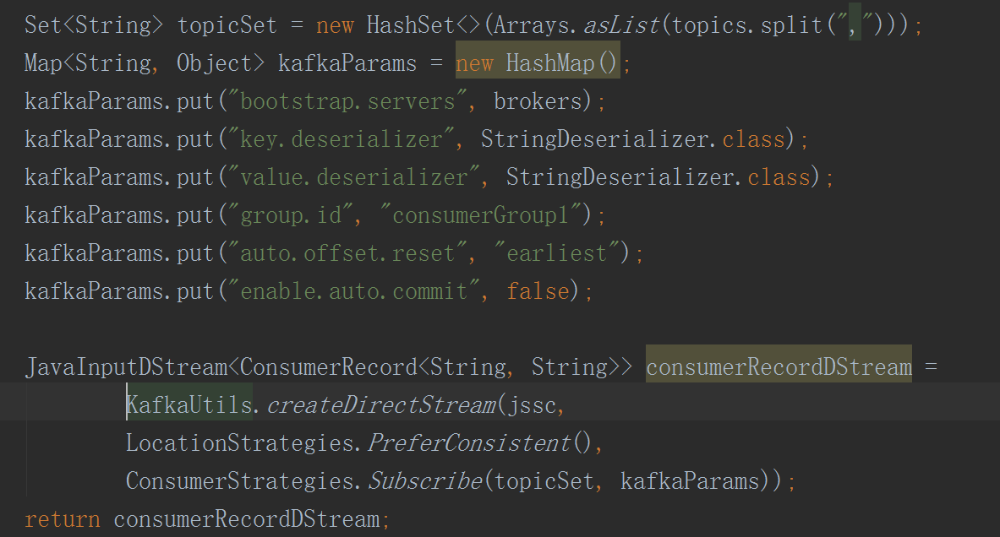 Set<String> topicSet = new HashSet<>(Arrays.asList(topics.split(",")));
Map<String, Object> kafkaParams = new HashMap();
kafkaParams.put("bootstrap.servers", brokers);
kafkaParams.put("key.deserializer", StringDeserializer.class);
kafkaParams.put("value.deserializer", StringDeserializer.class);
kafkaParams.put("group.id", "consumerGroup1");
kafkaParams.put("auto.offset.reset", "earliest");
kafkaParams.put("enable.auto.commit", false);
JavaInputDStream<ConsumerRecord<String, String>> consumerRecordDStream =
KafkaUtils.createDirectStream(jssc,
LocationStrategies.PreferConsistent(),
ConsumerStrategies.Subscribe(topicSet, kafkaParams));
return consumerRecordDStream;